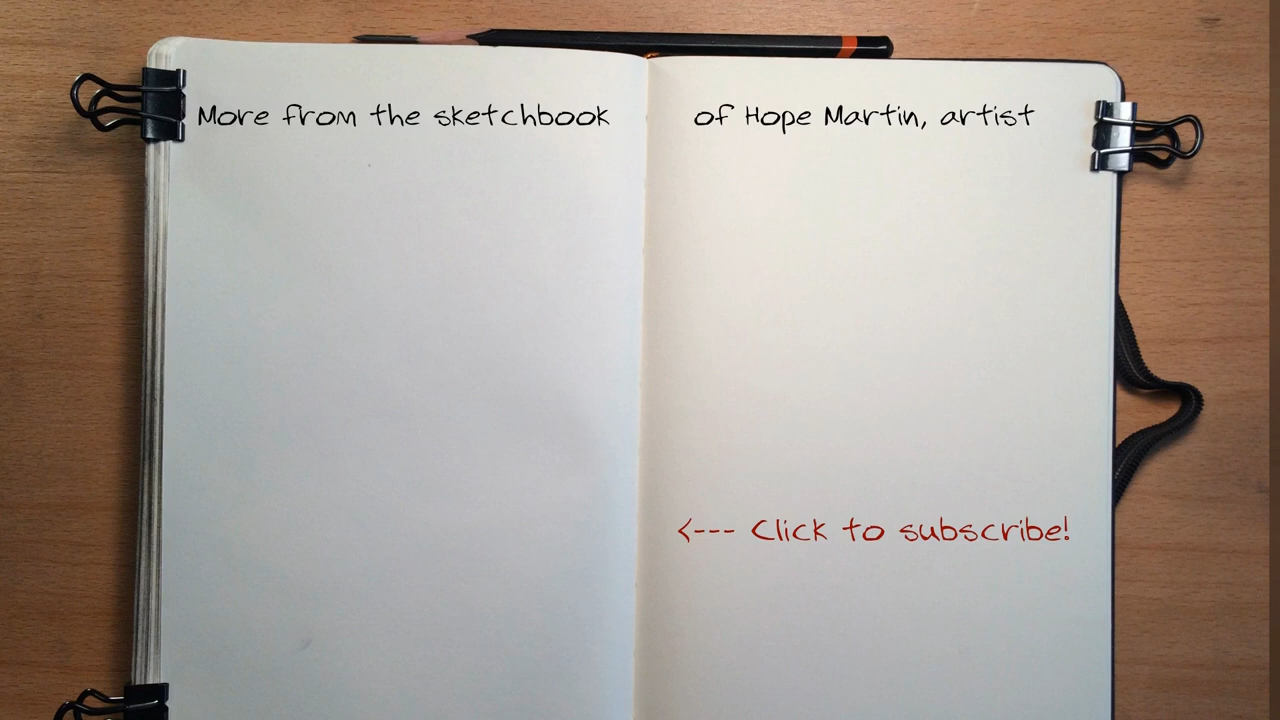 More from the sketchbook
of Hope Martin, artist
<--- Click to subscribe!